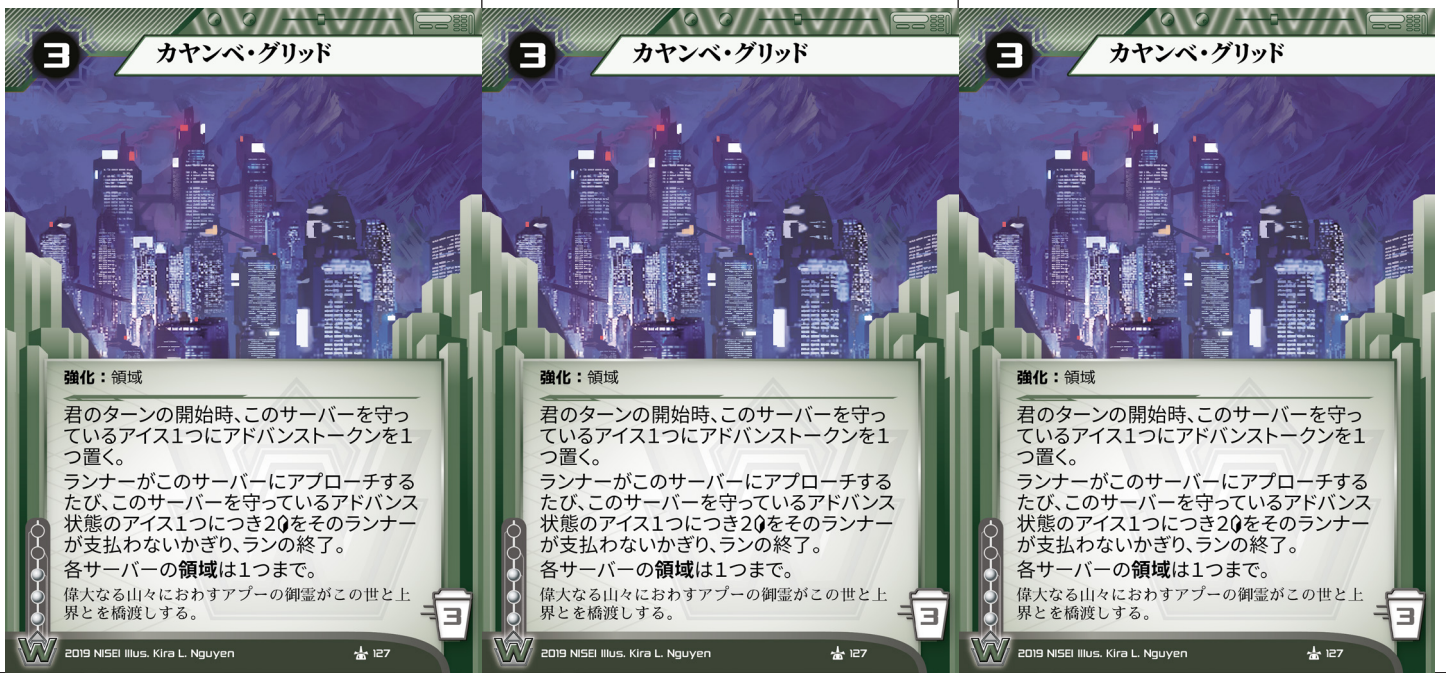 3
カヤンベ・グリッド
強化：領域
君のターンの開始時、このサーバーを守っ
ているアイス１つにアドバンストークンを１
つ置く。
ランナーがこのサーバーにアプローチする
たび、このサーバーを守っているアドバンス
状態のアイス１つにつき２をそのランナー
が支払わないかぎり、ランの終了。
各サーバーの領域は１つまで。
偉大なる山々におわすアプーの御霊がこの世と上
界とを橋渡しする。
3
2019 NISEI Illus. Kira L. Nguyen
127
3
カヤンベ・グリッド
強化：領域
君のターンの開始時、このサーバーを守っ
ているアイス１つにアドバンストークンを１
つ置く。
ランナーがこのサーバーにアプローチする
たび、このサーバーを守っているアドバンス
状態のアイス１つにつき２をそのランナー
が支払わないかぎり、ランの終了。
各サーバーの領域は１つまで。
偉大なる山々におわすアプーの御霊がこの世と上
界とを橋渡しする。
3
2019 NISEI Illus. Kira L. Nguyen
127
3
カヤンベ・グリッド
強化：領域
君のターンの開始時、このサーバーを守っ
ているアイス１つにアドバンストークンを１
つ置く。
ランナーがこのサーバーにアプローチする
たび、このサーバーを守っているアドバンス
状態のアイス１つにつき２をそのランナー
が支払わないかぎり、ランの終了。
各サーバーの領域は１つまで。
偉大なる山々におわすアプーの御霊がこの世と上
界とを橋渡しする。
3
2019 NISEI Illus. Kira L. Nguyen
127